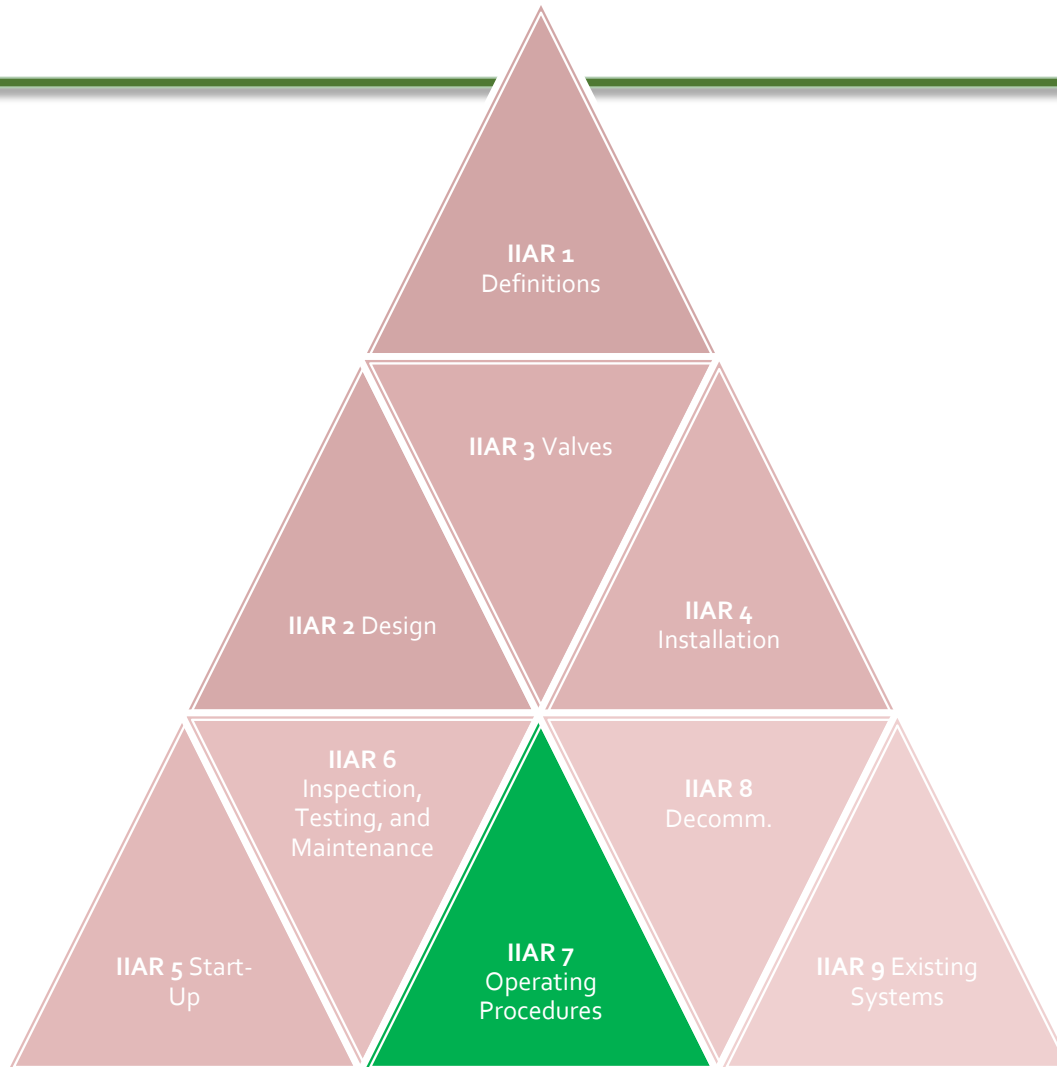 IIAR 1
Definitions
IIAR 3 Valves
IIAR 2 Design
IIAR 4
Installation
IIAR 6
Inspection,
Testing, and
Maintenance
IIAR 8
Decomm.
IIAR 5 Start-
Up
IIAR 7
Operating
Procedures
IIAR 9 Existing
Systems